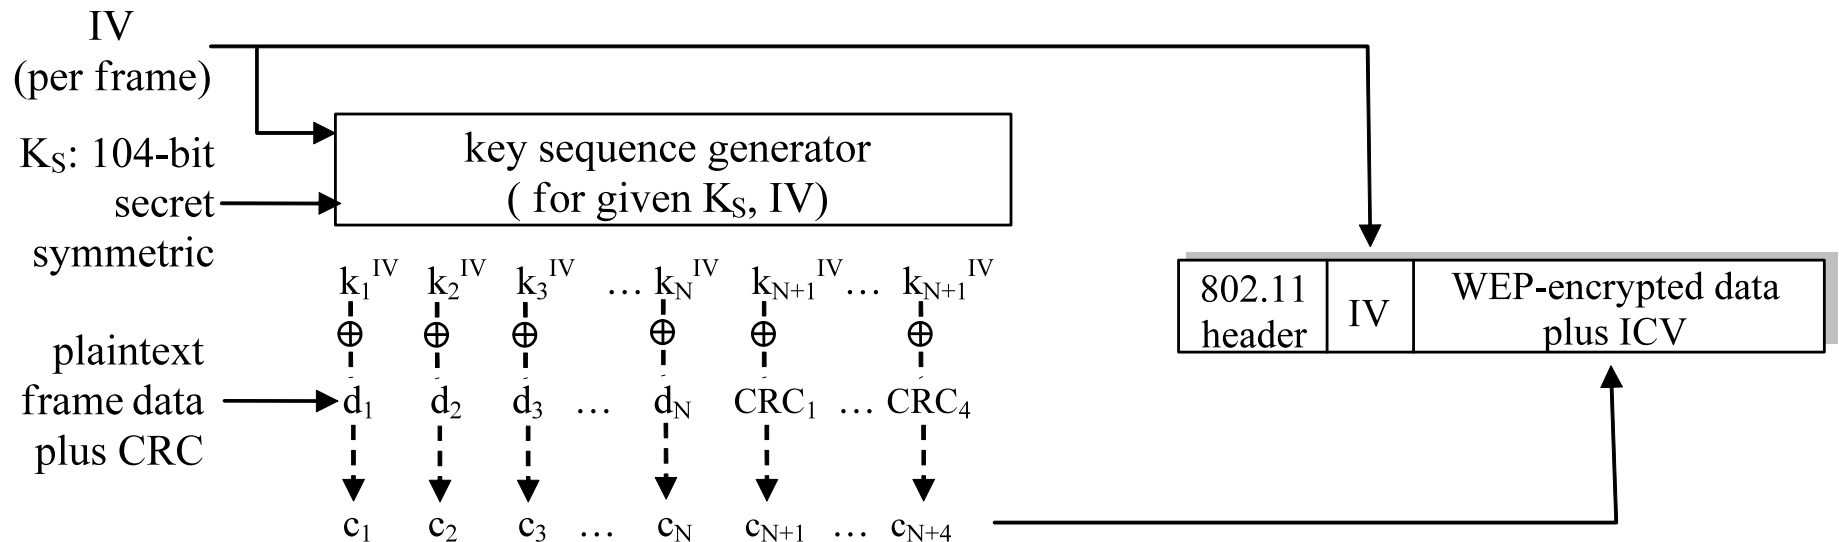 IV
(per frame)
K_S: 104-bit
secret
symmetric
key sequence generator
( for given K_S, IV)
k_1^IV k_2^IV k_3^IV … k_N^IV k_N+1^IV … k_N+1^IV
plaintext
frame data
plus CRC
d_1 d_2 d_3 … d_N CRC_1 … CRC_4
c_1 c_2 c_3 … c_N c_N+1 … c_N+4
802.11
header
IV
WEP-encrypted data
plus ICV